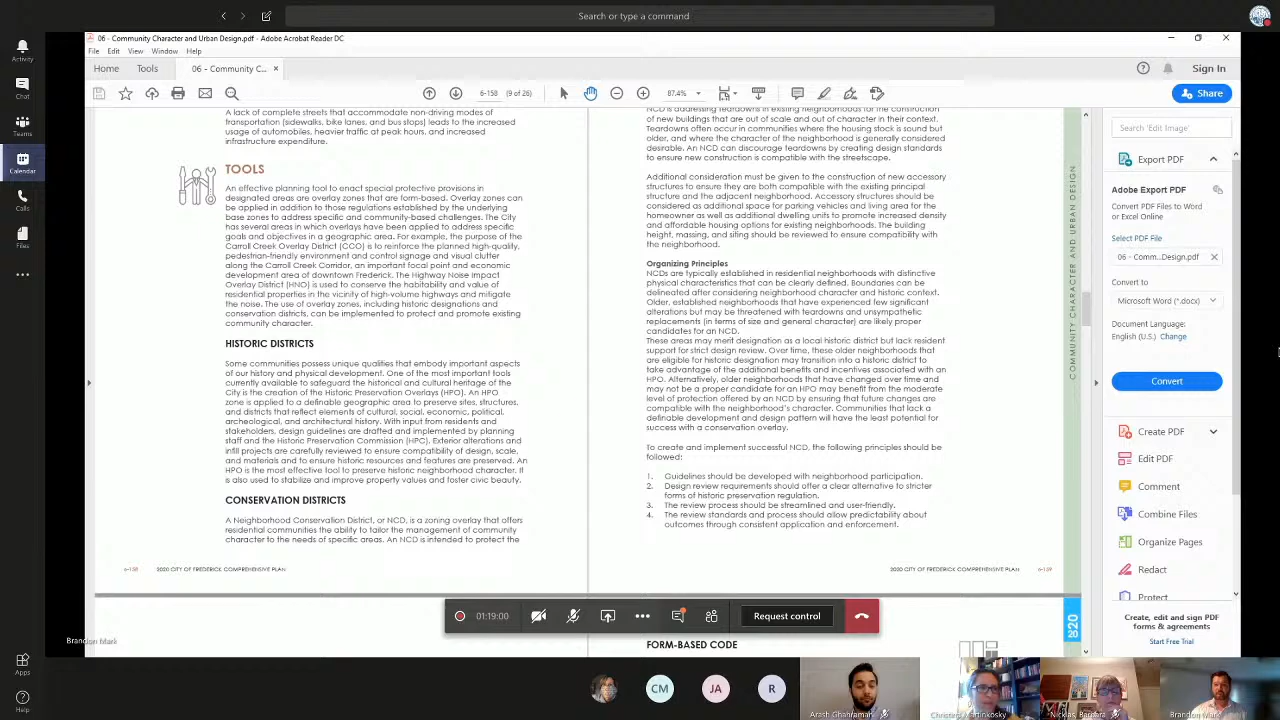 Search or type a command
06 - Community Character and Urban Design.pdf - Adobe Acrobat Reader DC
File Edit View Window Help
Home Tools 06 - Community C... × Sign In
6-158 (9 of 26) 87.4% Share
Activity
Chat
Teams
Calendar
Calls
Files
Apps
Help
A lack of complete streets that accommodate non-driving modes of
transportation (sidewalks, bike lanes, and bus stops) leads to the increased
usage of automobiles, heavier traffic at peak hours, and increased
infrastructure expenditure.
TOOLS
An effective planning tool to enact special protective provisions in
designated areas are overlay zones that are form-based. Overlay zones can
be applied in addition to those regulations established by the underlying
base zones to address specific and community-based challenges. The City
has several areas in which overlays have been applied to address specific
goals and objectives in a geographic area. For example, the purpose of the
Carroll Creek Overlay District (CCO) is to reinforce the planned high-quality,
pedestrian-friendly environment and control signage and visual clutter
along the Carroll Creek Corridor, an important focal point and economic
development area of downtown Frederick. The Highway Noise Impact
Overlay District (HNO) is used to conserve the habitability and value of
residential properties in the vicinity of high-volume highways and mitigate
the noise. The use of overlay zones, including historic designations and
conservation districts, can be implemented to protect and promote existing
community character.
HISTORIC DISTRICTS
Some communities possess unique qualities that embody important aspects
of our history and physical development. One of the most important tools
currently available to safeguard the historical and cultural heritage of the
City is the creation of the Historic Preservation Overlays (HPO). An HPO
zone is applied to a definable geographic area to preserve sites, structures,
and districts that reflect elements of cultural, social, economic, political,
archeological, and architectural history. With input from residents and
stakeholders, design guidelines are drafted and implemented by planning
staff and the Historic Preservation Commission (HPC). Exterior alterations and
infill projects are carefully reviewed to ensure compatibility of design, scale,
and materials and to ensure historic resources and features are preserved. An
HPO is the most effective tool to preserve historic neighborhood character. It
is also used to stabilize and improve property values and foster civic beauty.
CONSERVATION DISTRICTS
A Neighborhood Conservation District, or NCD, is a zoning overlay that offers
residential communities the ability to tailor the management of community
character to the needs of specific areas. An NCD is intended to protect the
6-158 2020 CITY OF FREDERICK COMPREHENSIVE PLAN
NCD is addressing teardowns in existing neighborhoods for the construction
of new buildings that are out of scale and out of character in their context.
Teardowns often occur in communities where the housing stock is sound but
older, and where the character of the neighborhood is generally considered
desirable. An NCD can discourage teardowns by creating design standards
to ensure new construction is compatible with the streetscape.
Additional consideration must be given to the construction of new accessory
structures to ensure they are both compatible with the existing principal
structure and the adjacent neighborhood. Accessory structures should be
considered as additional space for parking vehicles and living area for the
homeowner as well as additional dwelling units to promote increased density
and affordable housing options for existing neighborhoods. The building
height, massing, and siting should be reviewed to ensure compatibility with
the neighborhood.
Organizing Principles
NCDs are typically established in residential neighborhoods with distinctive
physical characteristics that can be clearly defined. Boundaries can be
delineated after considering neighborhood character and historic context.
Older, established neighborhoods that have experienced few significant
alterations but may be threatened with teardowns and unsympathetic
replacements (in terms of size and general character) are likely proper
candidates for an NCD.
These areas may merit designation as a local historic district but lack resident
support for strict design review. Over time, these older neighborhoods that
are eligible for historic designation may transition into a historic district to
take advantage of the additional benefits and incentives associated with an
HPO. Alternatively, older neighborhoods that have changed over time and
may not be a proper candidate for an HPO may benefit from the moderate
level of protection offered by an NCD by ensuring that future changes are
compatible with the neighborhood's character. Communities that lack a
definable development and design pattern will have the least potential for
success with a conservation overlay.
To create and implement successful NCD, the following principles should be
followed:
1. Guidelines should be developed with neighborhood participation.
2. Design review requirements should offer a clear alternative to stricter
forms of historic preservation regulation.
3. The review process should be streamlined and user-friendly.
4. The review standards and process should allow predictability about
outcomes through consistent application and enforcement.
2020 CITY OF FREDERICK COMPREHENSIVE PLAN 6-159
COMMUNITY CHARACTER AND URBAN DESIGN
2020
FORM-BASED CODE
Search 'Edit Image'
Export PDF
Adobe Export PDF
Convert PDF Files to Word
or Excel Online
Select PDF File
06 - ...Design.pdf ×
Convert to
Microsoft Word (*.docx)
Document Language:
English (U.S.) Change
Convert
Create PDF
Edit PDF
Comment
Combine Files
Organize Pages
Redact
Protect
Create, edit and sign PDF
forms & agreements
Start Free Trial
01:19:00 Request control
Brandon Mark
CM JA R
Arash Ghahraman Christina Martinkosky Nicklas, Barbara Brandon Mark